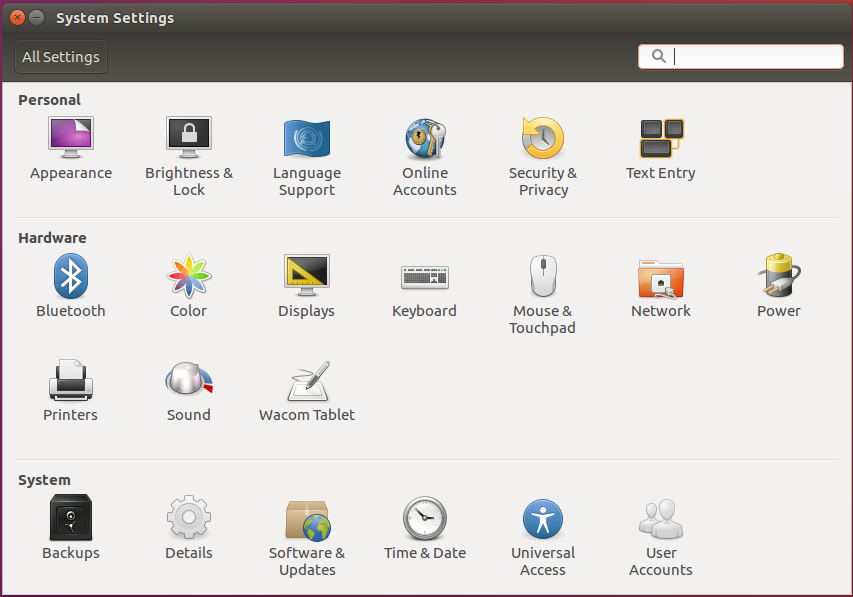 System Settings
All Settings
Personal
Appearance
Brightness &
Lock
Language
Support
Online
Accounts
Security &
Privacy
Text Entry
Hardware
Bluetooth
Color
Displays
Keyboard
Mouse &
Touchpad
Network
Power
Printers
Sound
Wacom Tablet
System
Backups
Details
Software &
Updates
Time & Date
Universal
Access
User
Accounts